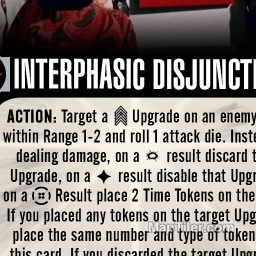 INTERPHASIC DISJUNCTI
ACTION: Target a Upgrade on an enemy
within Range 1-2 and roll 1 attack die. Inste
dealing damage, on a result discard t
Upgrade, on a result disable that Upgr
on a Result place 2 Time Tokens on the
If you placed any tokens on the target Upg
place the same number and type of token
this card. If you discarded the target Upg